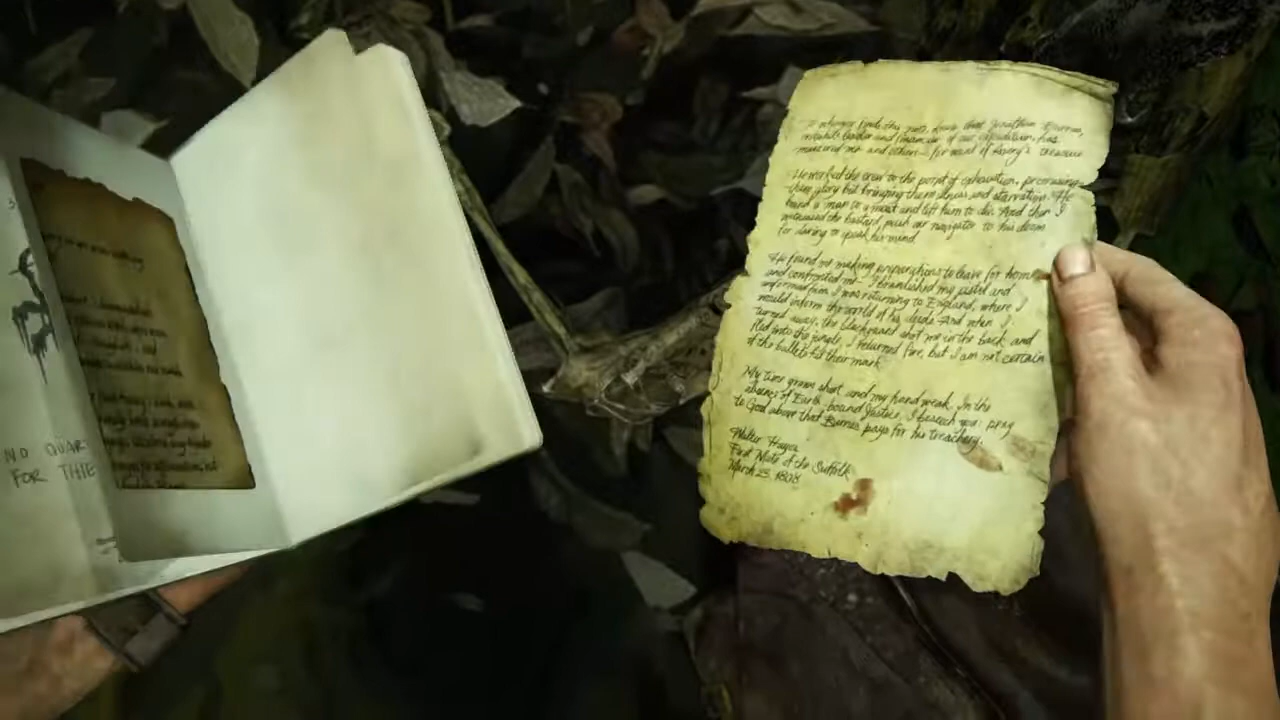 NO QUAR
FOR THIE
Whoever finds this note, know that Jonathan Burnes,
notable leader and financier of our expedition, has
murdered me and others— for want of Avery's treasure
He worked the crew to the point of exhaustion, promising
them glory but bringing them illness and starvation. He
bound a man to a mast and left him to die. And then I
witnessed the bastard push our navigator to his doom
for daring to speak his mind
He found me making preparations to leave for home
and confronted me. I brandished my pistol and
informed him I was returning to England, where I
would inform the world of his deeds. And when I
turned away, the blackguard shot me in the back and
fled into the jungle. I returned fire, but I am not certain
if the bullets hit their mark
My time grows short and my hand weak. In the
absence of Earth bound Justice, I beseech you: pray
to God above that Burnes pays for his treachery.
Walter Hayes
First Mate of the Suffolk
March 23, 1808